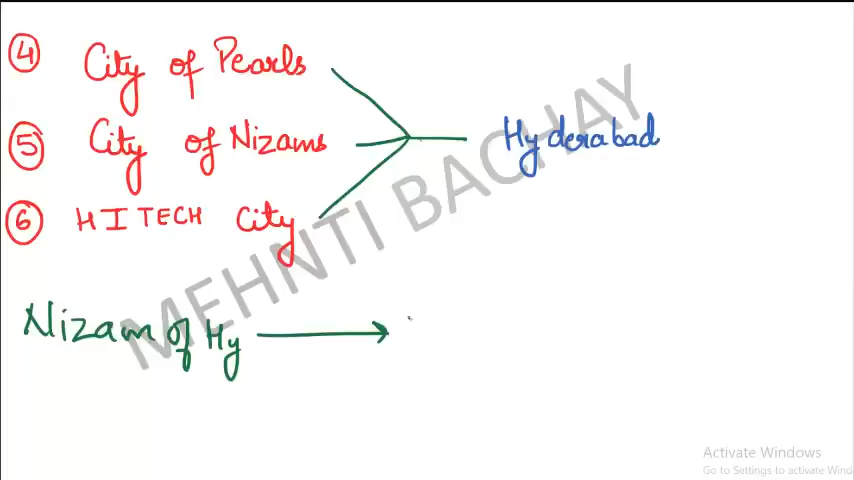 ④ City of Pearls
⑤ City of Nizams
Hyderabad
⑥ HITECH City
Nizam of Hy
MEHNTI BACHAY
Activate Windows
Go to Settings to activate Wind